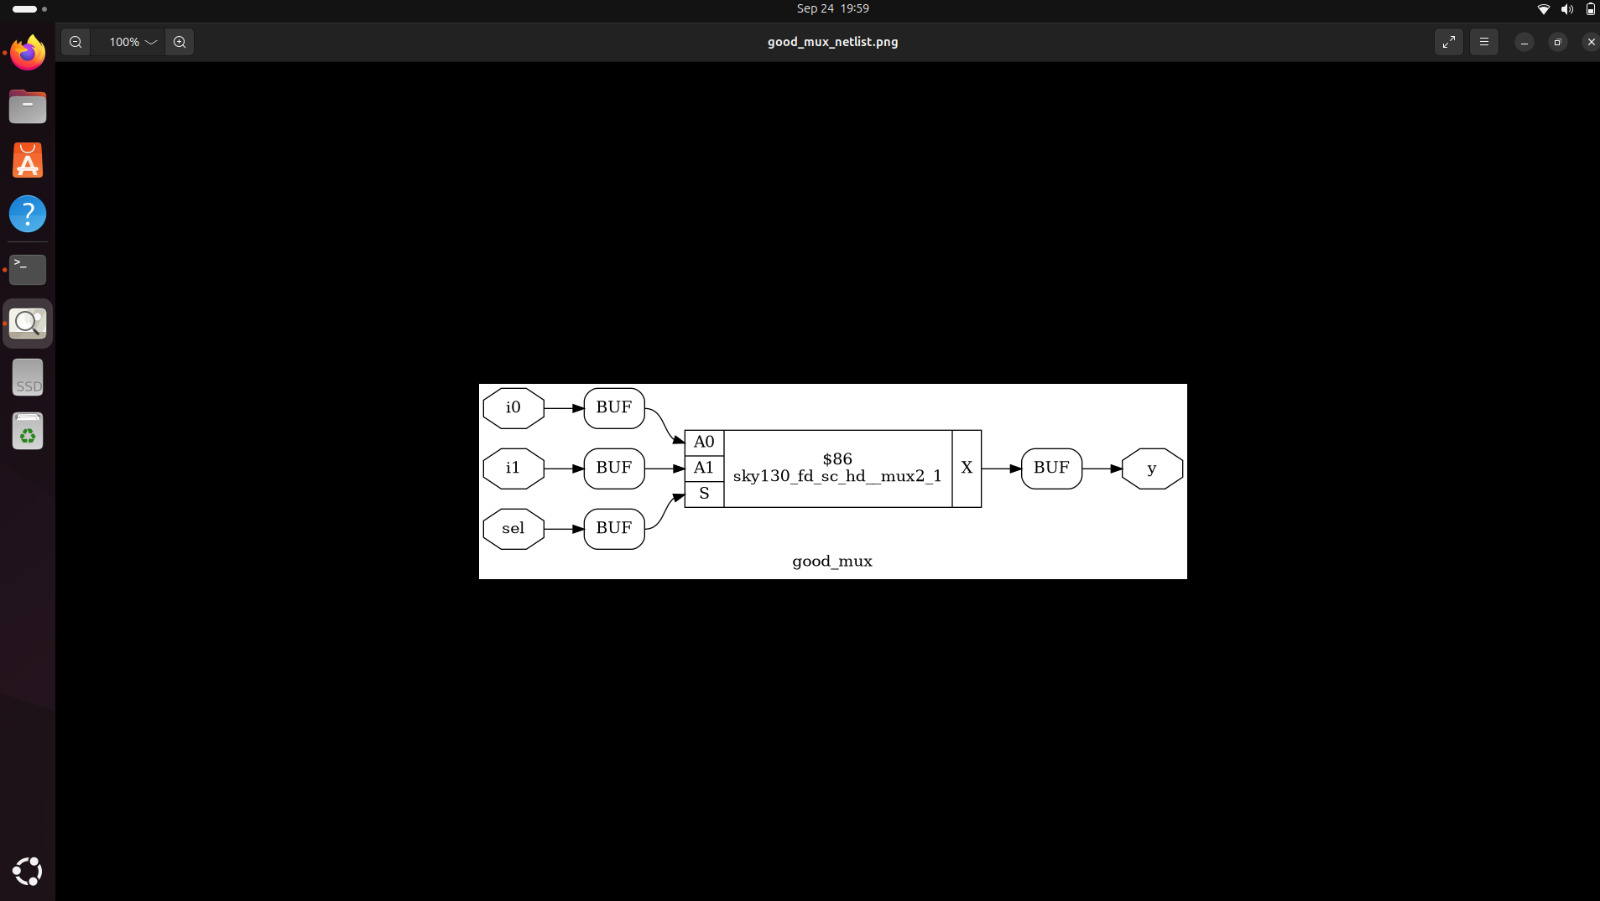 Sep 24 19:59
100%
good_mux_netlist.png
>_
?
SSD
i0
BUF
i1
BUF
sel
BUF
A0
A1
S
$86
sky130_fd_sc_hd__mux2_1
X
BUF
y
good_mux